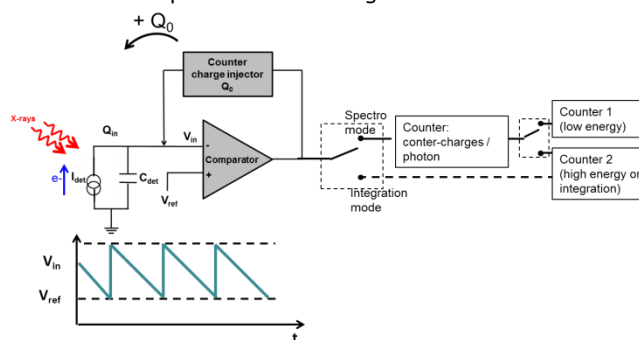 + Q0
Counter
charge injector
Q0
X-rays
Qin
Vin
-
Comparator
+
e-
Idet
Cdet
Vref
Spectro
mode
Integration
mode
Counter:
conter-charges /
photon
Counter 1
(low energy)
Counter 2
(high energy or
integration)
Vin
Vref
t